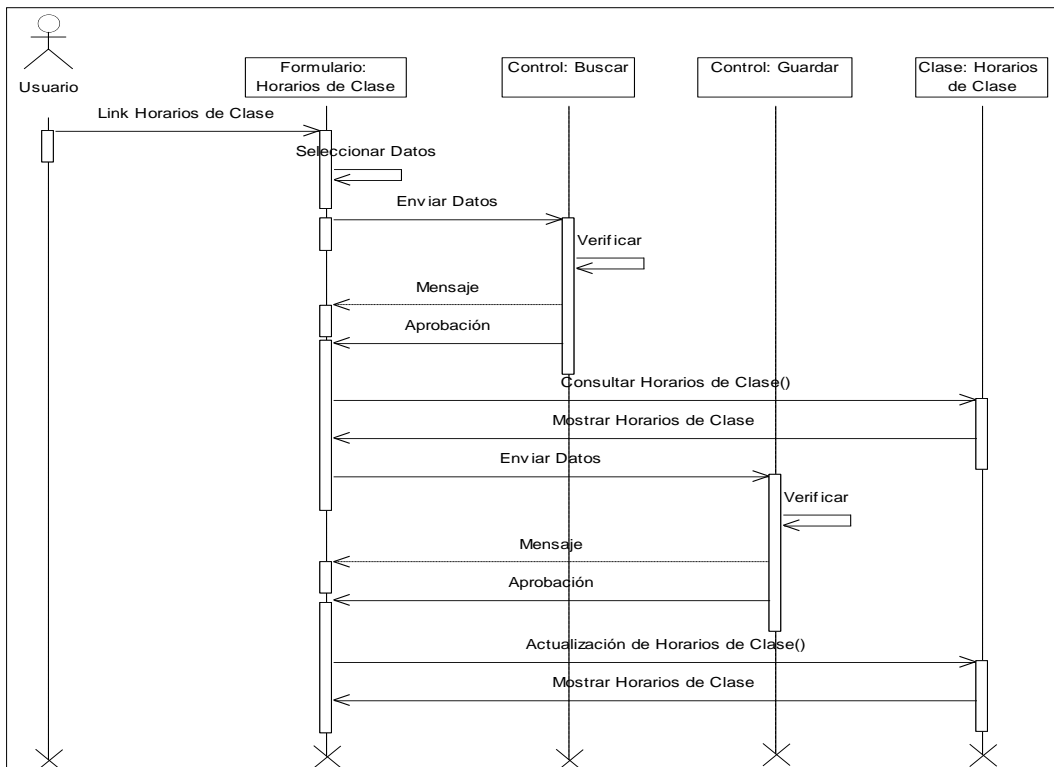 Usuario
Formulario:
Horarios de Clase
Control: Buscar
Control: Guardar
Clase: Horarios
de Clase
Link Horarios de Clase
Seleccionar Datos
Enviar Datos
Verificar
Mensaje
Aprobación
Consultar Horarios de Clase()
Mostrar Horarios de Clase
Enviar Datos
Verificar
Mensaje
Aprobación
Actualización de Horarios de Clase()
Mostrar Horarios de Clase